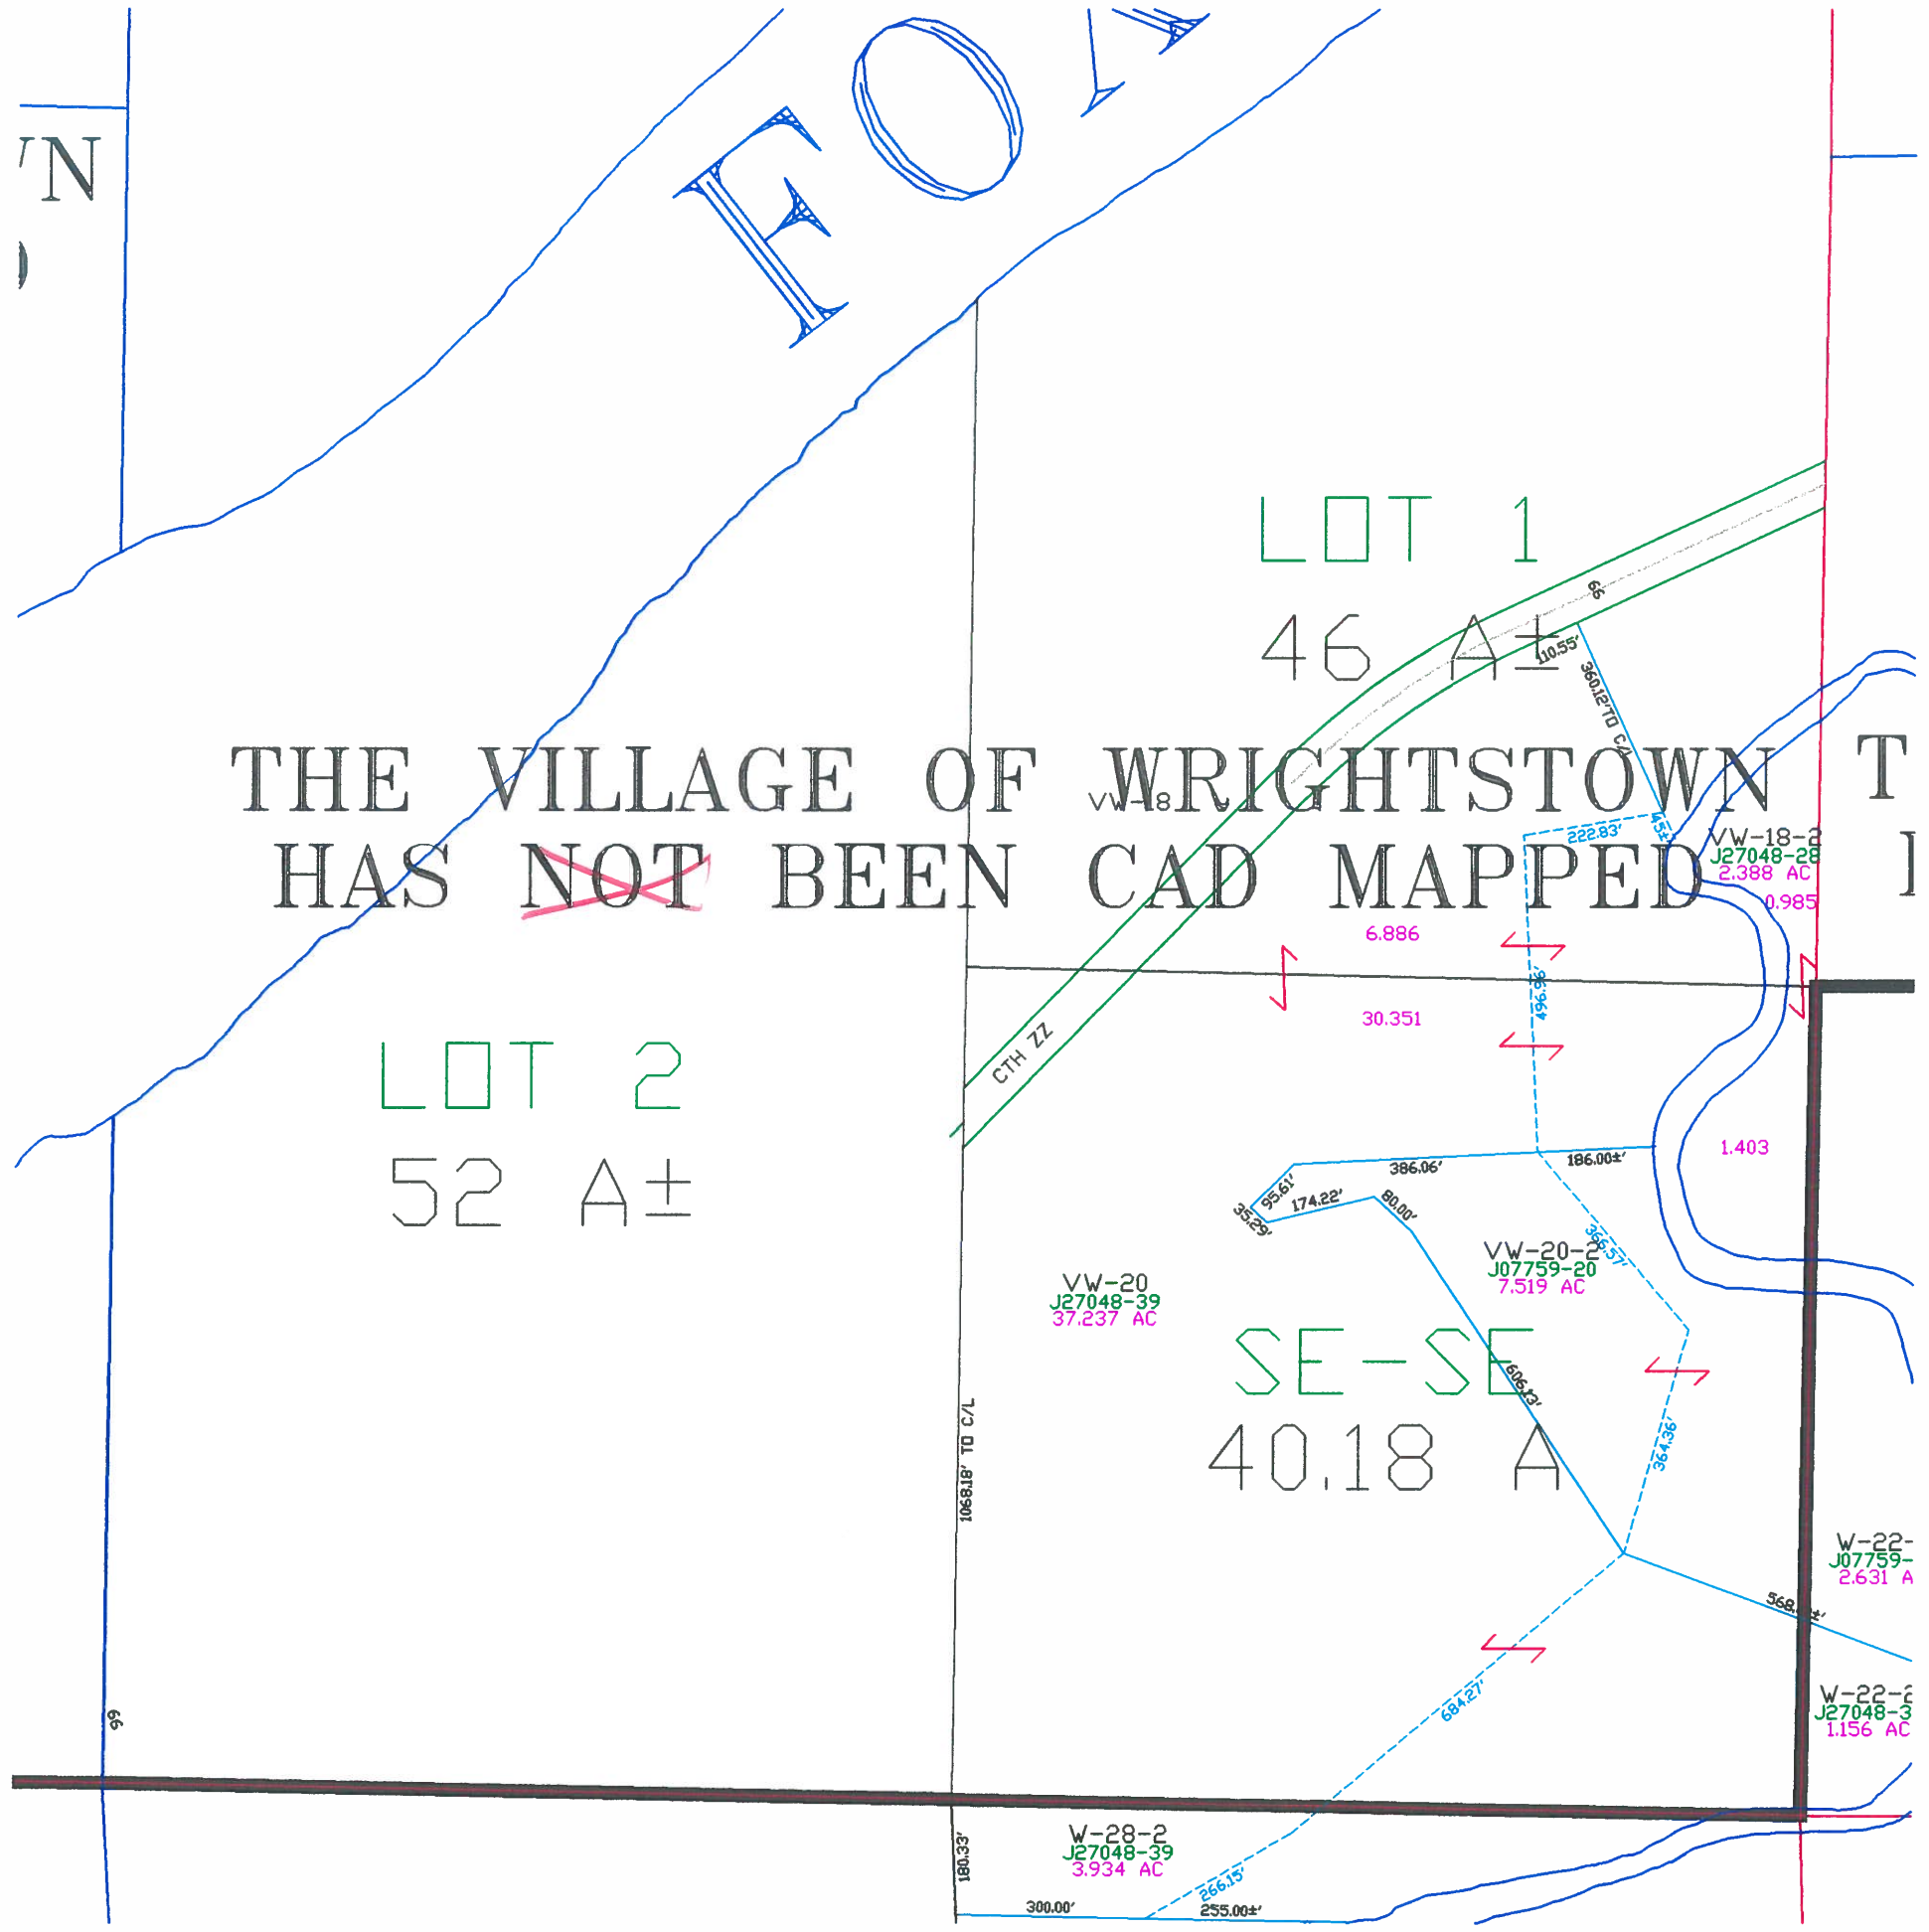 FO
N
LOT 1
66
46 A±
110.55'
360.12' TO C/L
THE VILLAGE OF WRIGHTSTOWN
VW-18
HAS NOT BEEN CAD MAPPED
222.83'
45±
VW-18-2
J27048-28
2.388 AC
0.985
6.886
496.96'
30.351
CTH ZZ
LOT 2
52 A±
1.403
386.06'
186.00±'
95.61'
35.29'
174.22'
80.00'
366.57'
VW-20-2
J07759-20
7.519 AC
VW-20
J27048-39
37.237 AC
SE-SE
40.18 A
606.13'
364.36'
1068.18' TO C/L
W-22-
J07759-
2.631 A
568.
684.27'
W-22-2
J27048-3
1.156 AC
66
W-28-2
J27048-39
3.934 AC
180.33'
266.15'
300.00'
255.00±'